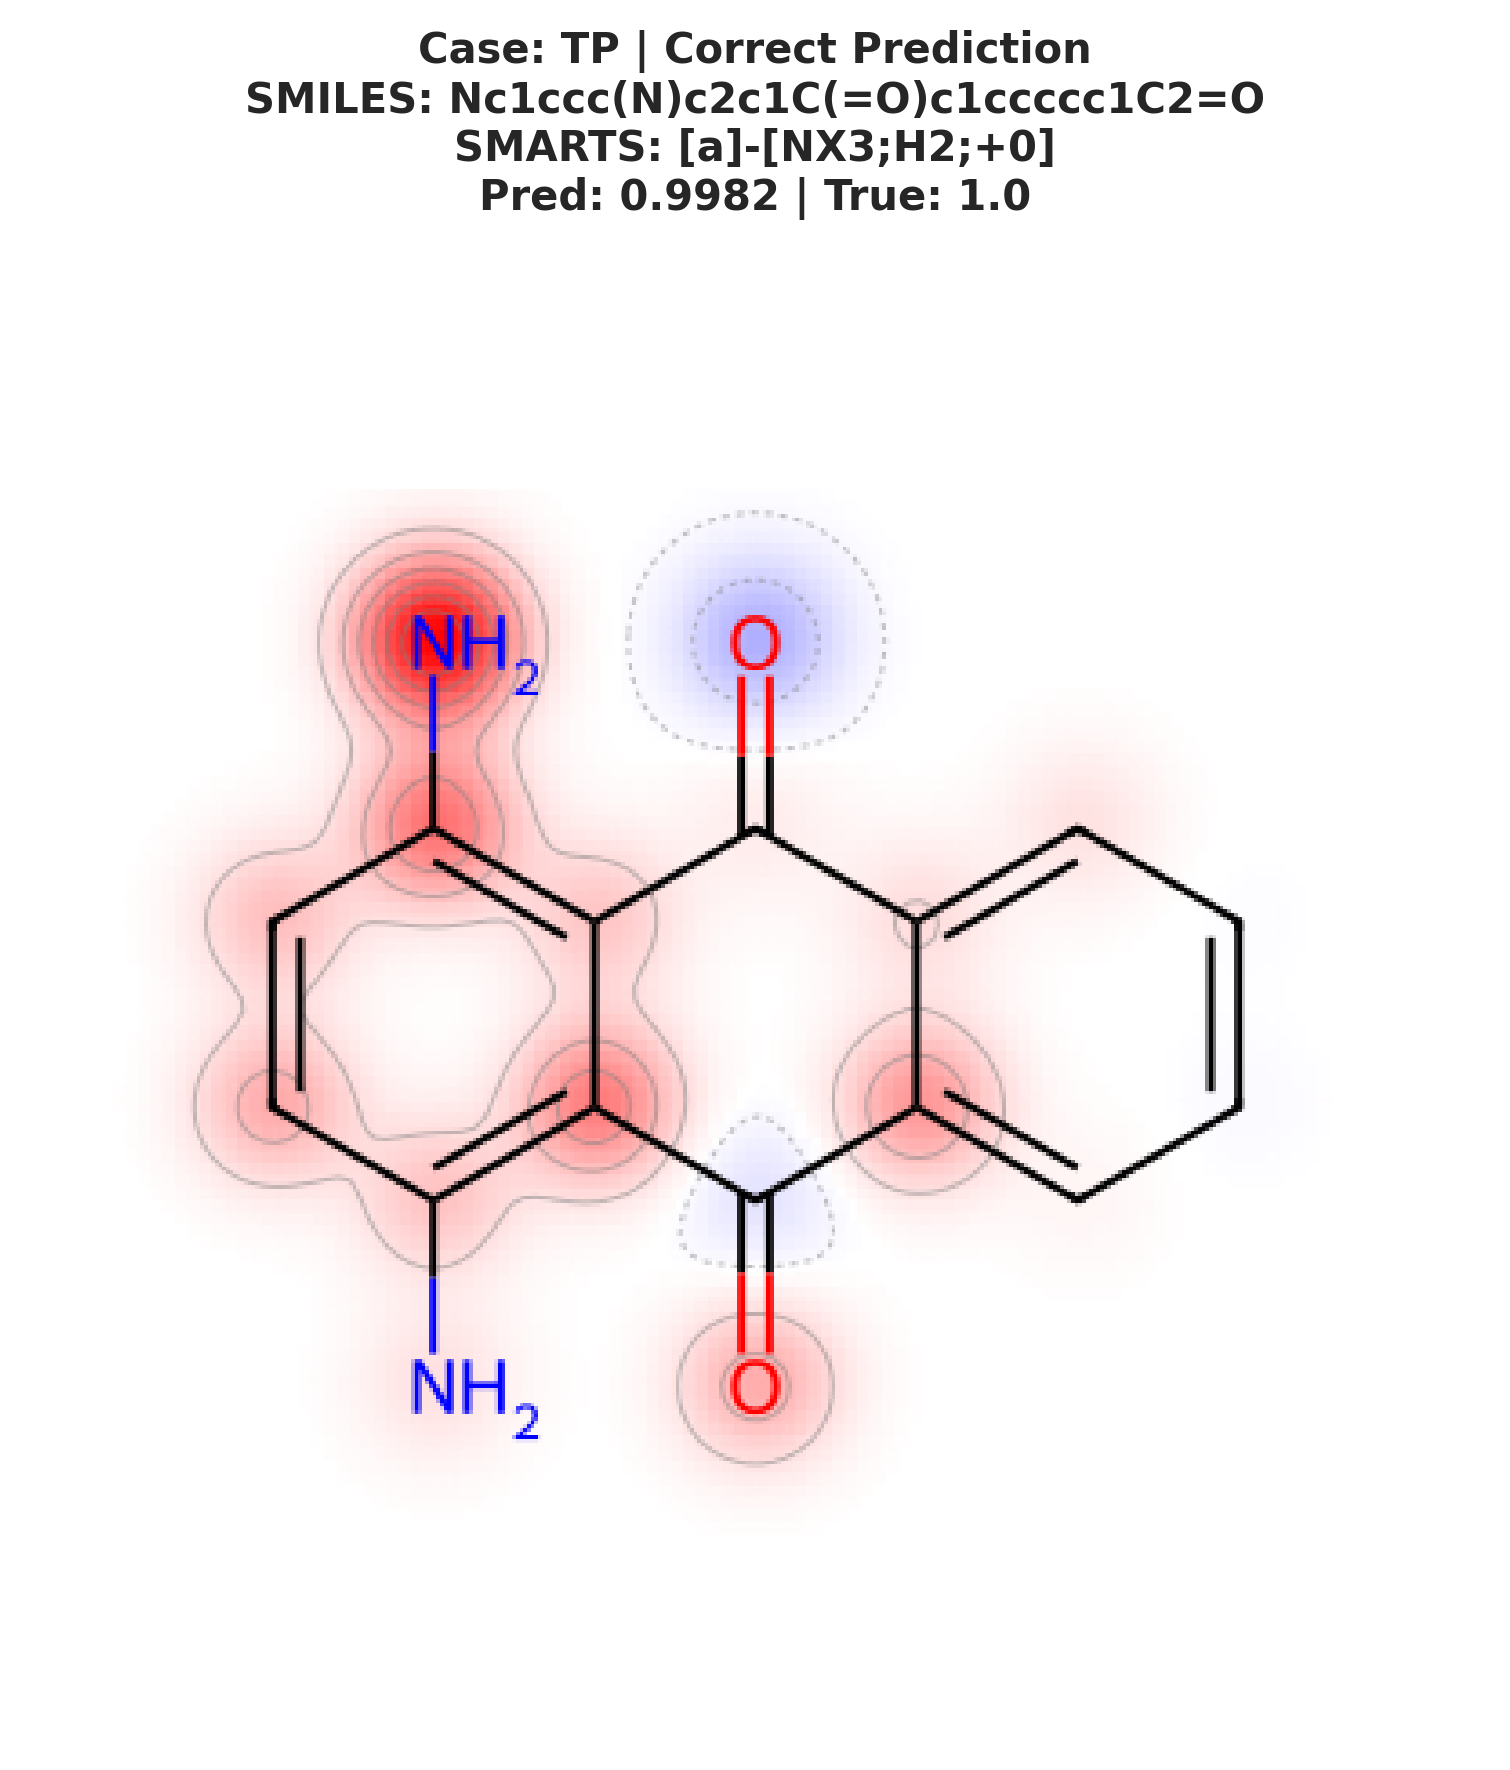 Case: TP | Correct Prediction
SMILES: Nc1ccc(N)c2c1C(=O)c1ccccc1C2=O
SMARTS: [a]-[NX3;H2;+0]
Pred: 0.9982 | True: 1.0
NH2 O
NH2 O